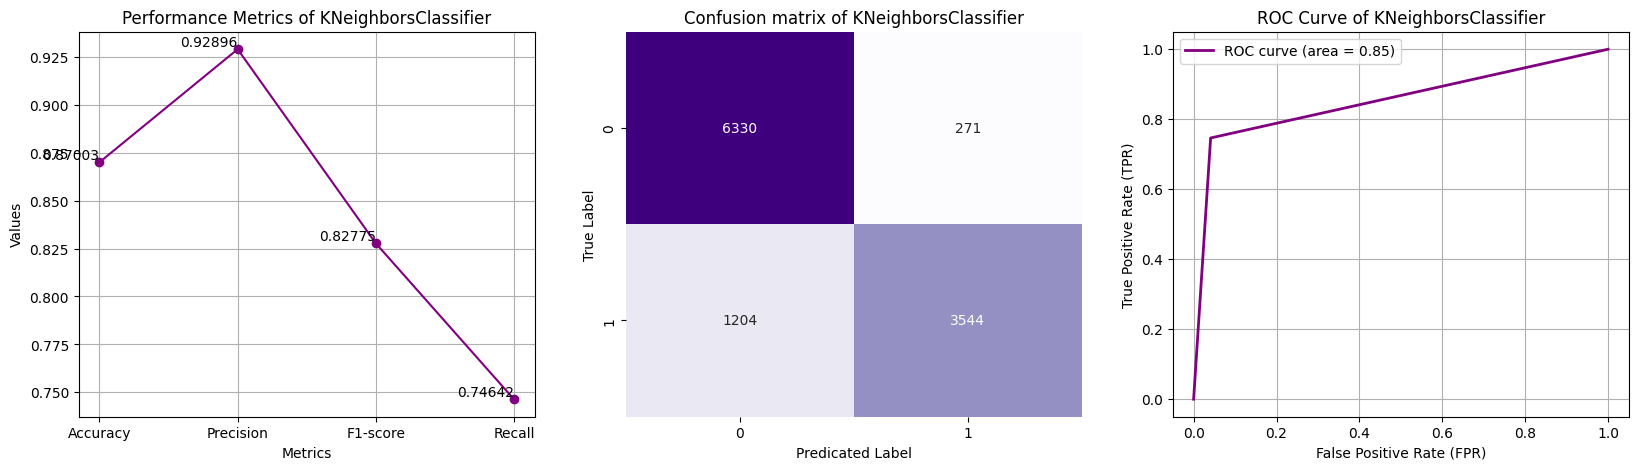 Performance Metrics of KNeighborsClassifier
0.925
0.900
0.875
0.850
0.825
0.800
0.775
0.750
Values
0.87003
0.92896
0.82775
0.74642
Accuracy Precision F1-score Recall
Metrics
Confusion matrix of KNeighborsClassifier
True Label
0
1
6330 271
1204 3544
0 1
Predicated Label
ROC Curve of KNeighborsClassifier
ROC curve (area = 0.85)
True Positive Rate (TPR)
1.0
0.8
0.6
0.4
0.2
0.0
0.0 0.2 0.4 0.6 0.8 1.0
False Positive Rate (FPR)